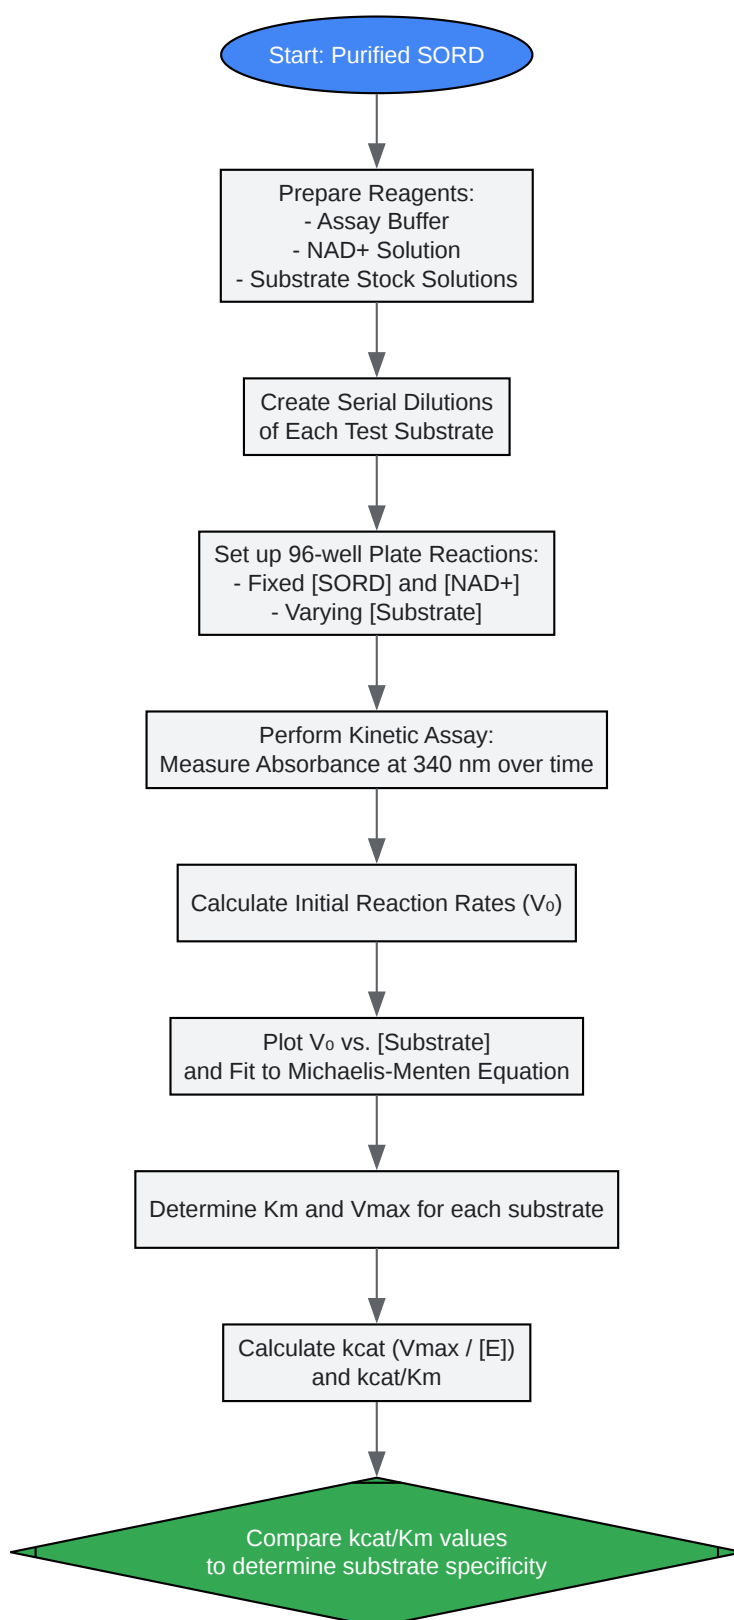 Start: Purified SORD
Prepare Reagents:
- Assay Buffer
- NAD+ Solution
- Substrate Stock Solutions
Create Serial Dilutions
of Each Test Substrate
Set up 96-well Plate Reactions:
- Fixed [SORD] and [NAD+]
- Varying [Substrate]
Perform Kinetic Assay:
Measure Absorbance at 340 nm over time
Calculate Initial Reaction Rates (V₀)
Plot V₀ vs. [Substrate]
and Fit to Michaelis-Menten Equation
Determine Km and Vmax for each substrate
Calculate kcat (Vmax / [E])
and kcat/Km
Compare kcat/Km values
to determine substrate specificity